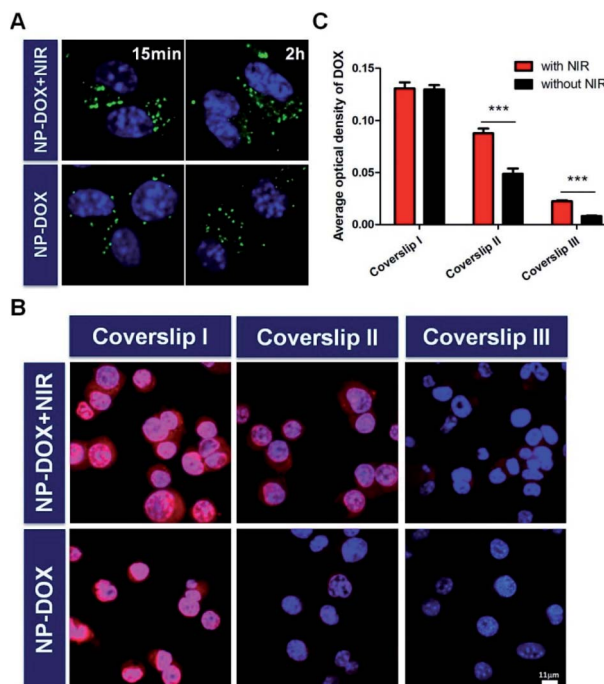 A
15min
2h
NP-DOX+NIR
NP-DOX
C
Average optical density of DOX
0.15
0.10
0.05
0.00
with NIR
without NIR
***
***
Coverslip I
Coverslip II
Coverslip III
B
Coverslip I
Coverslip II
Coverslip III
NP-DOX+NIR
NP-DOX
11μm